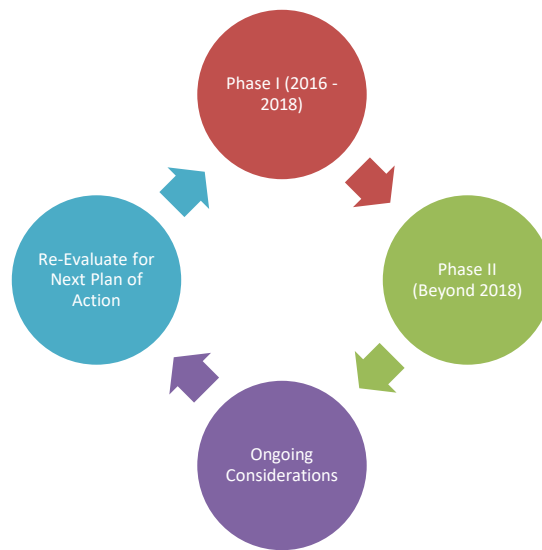 Phase I (2016 -
2018)
Phase II
(Beyond 2018)
Ongoing
Considerations
Re-Evaluate for
Next Plan of
Action